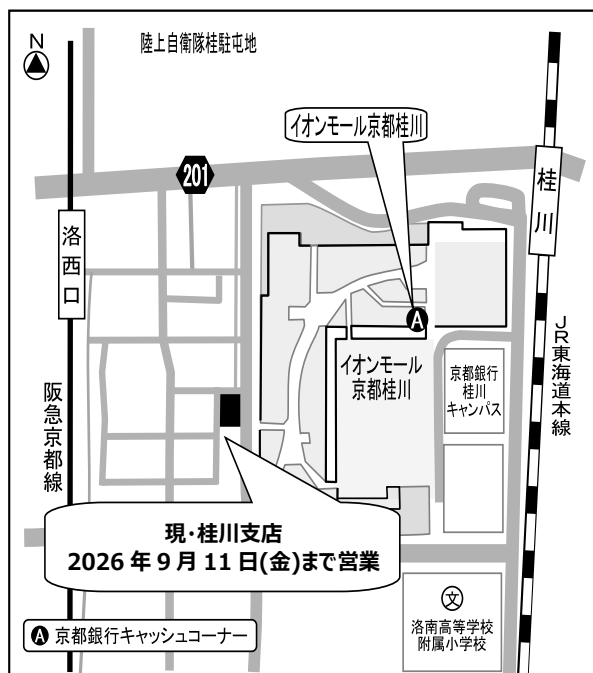 N
陸上自衛隊桂駐屯地
イオンモール京都桂川
201
桂川
洛西口
イオンモール
京都桂川
A
京都銀行
桂川
キャンパス
JR東海道本線
阪急京都線
現・桂川支店
2026年9月11日(金)まで営業
文
洛南高等学校
附属小学校
A 京都銀行キャッシュコーナー